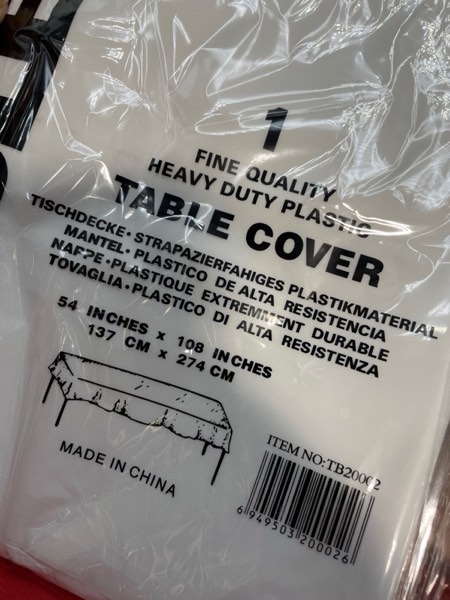 1
FINE QUALITY
HEAVY DUTY PLASTIC
TABLE COVER
TISCHDECKE·STRAPAZIERFAHIGES PLASTIKMATERIAL
MANTEL·PLASTICO DE ALTA RESISTENCIA
NAPPE·PLASTIQUE EXTREMMENT DURABLE
TOVAGLIA·PLASTICO DI ALTA RESISTENZA
54 INCHES x 108 INCHES
137 CM x 274 CM
MADE IN CHINA
ITEM NO:TB20002
6 949503 200026